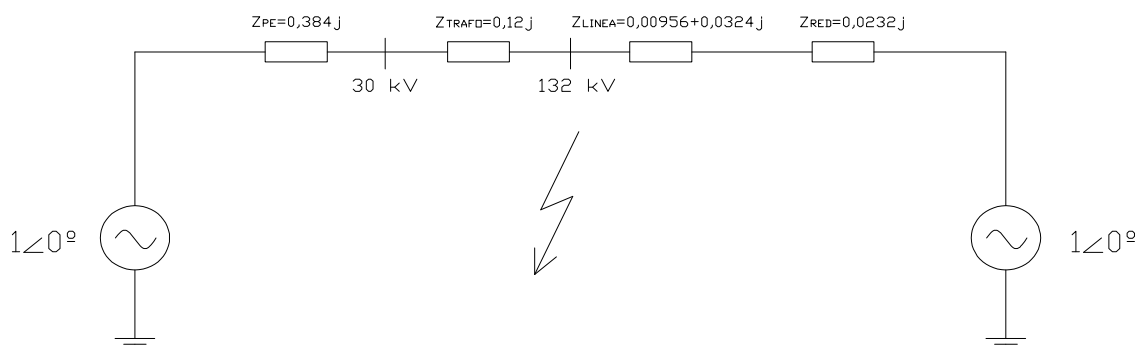 ZPE=0,384j
ZTRAFO=0,12j
ZLINEA=0,00956+0,0324j
ZRED=0,0232j
30 kV
132 kV
1∠0º
1∠0º